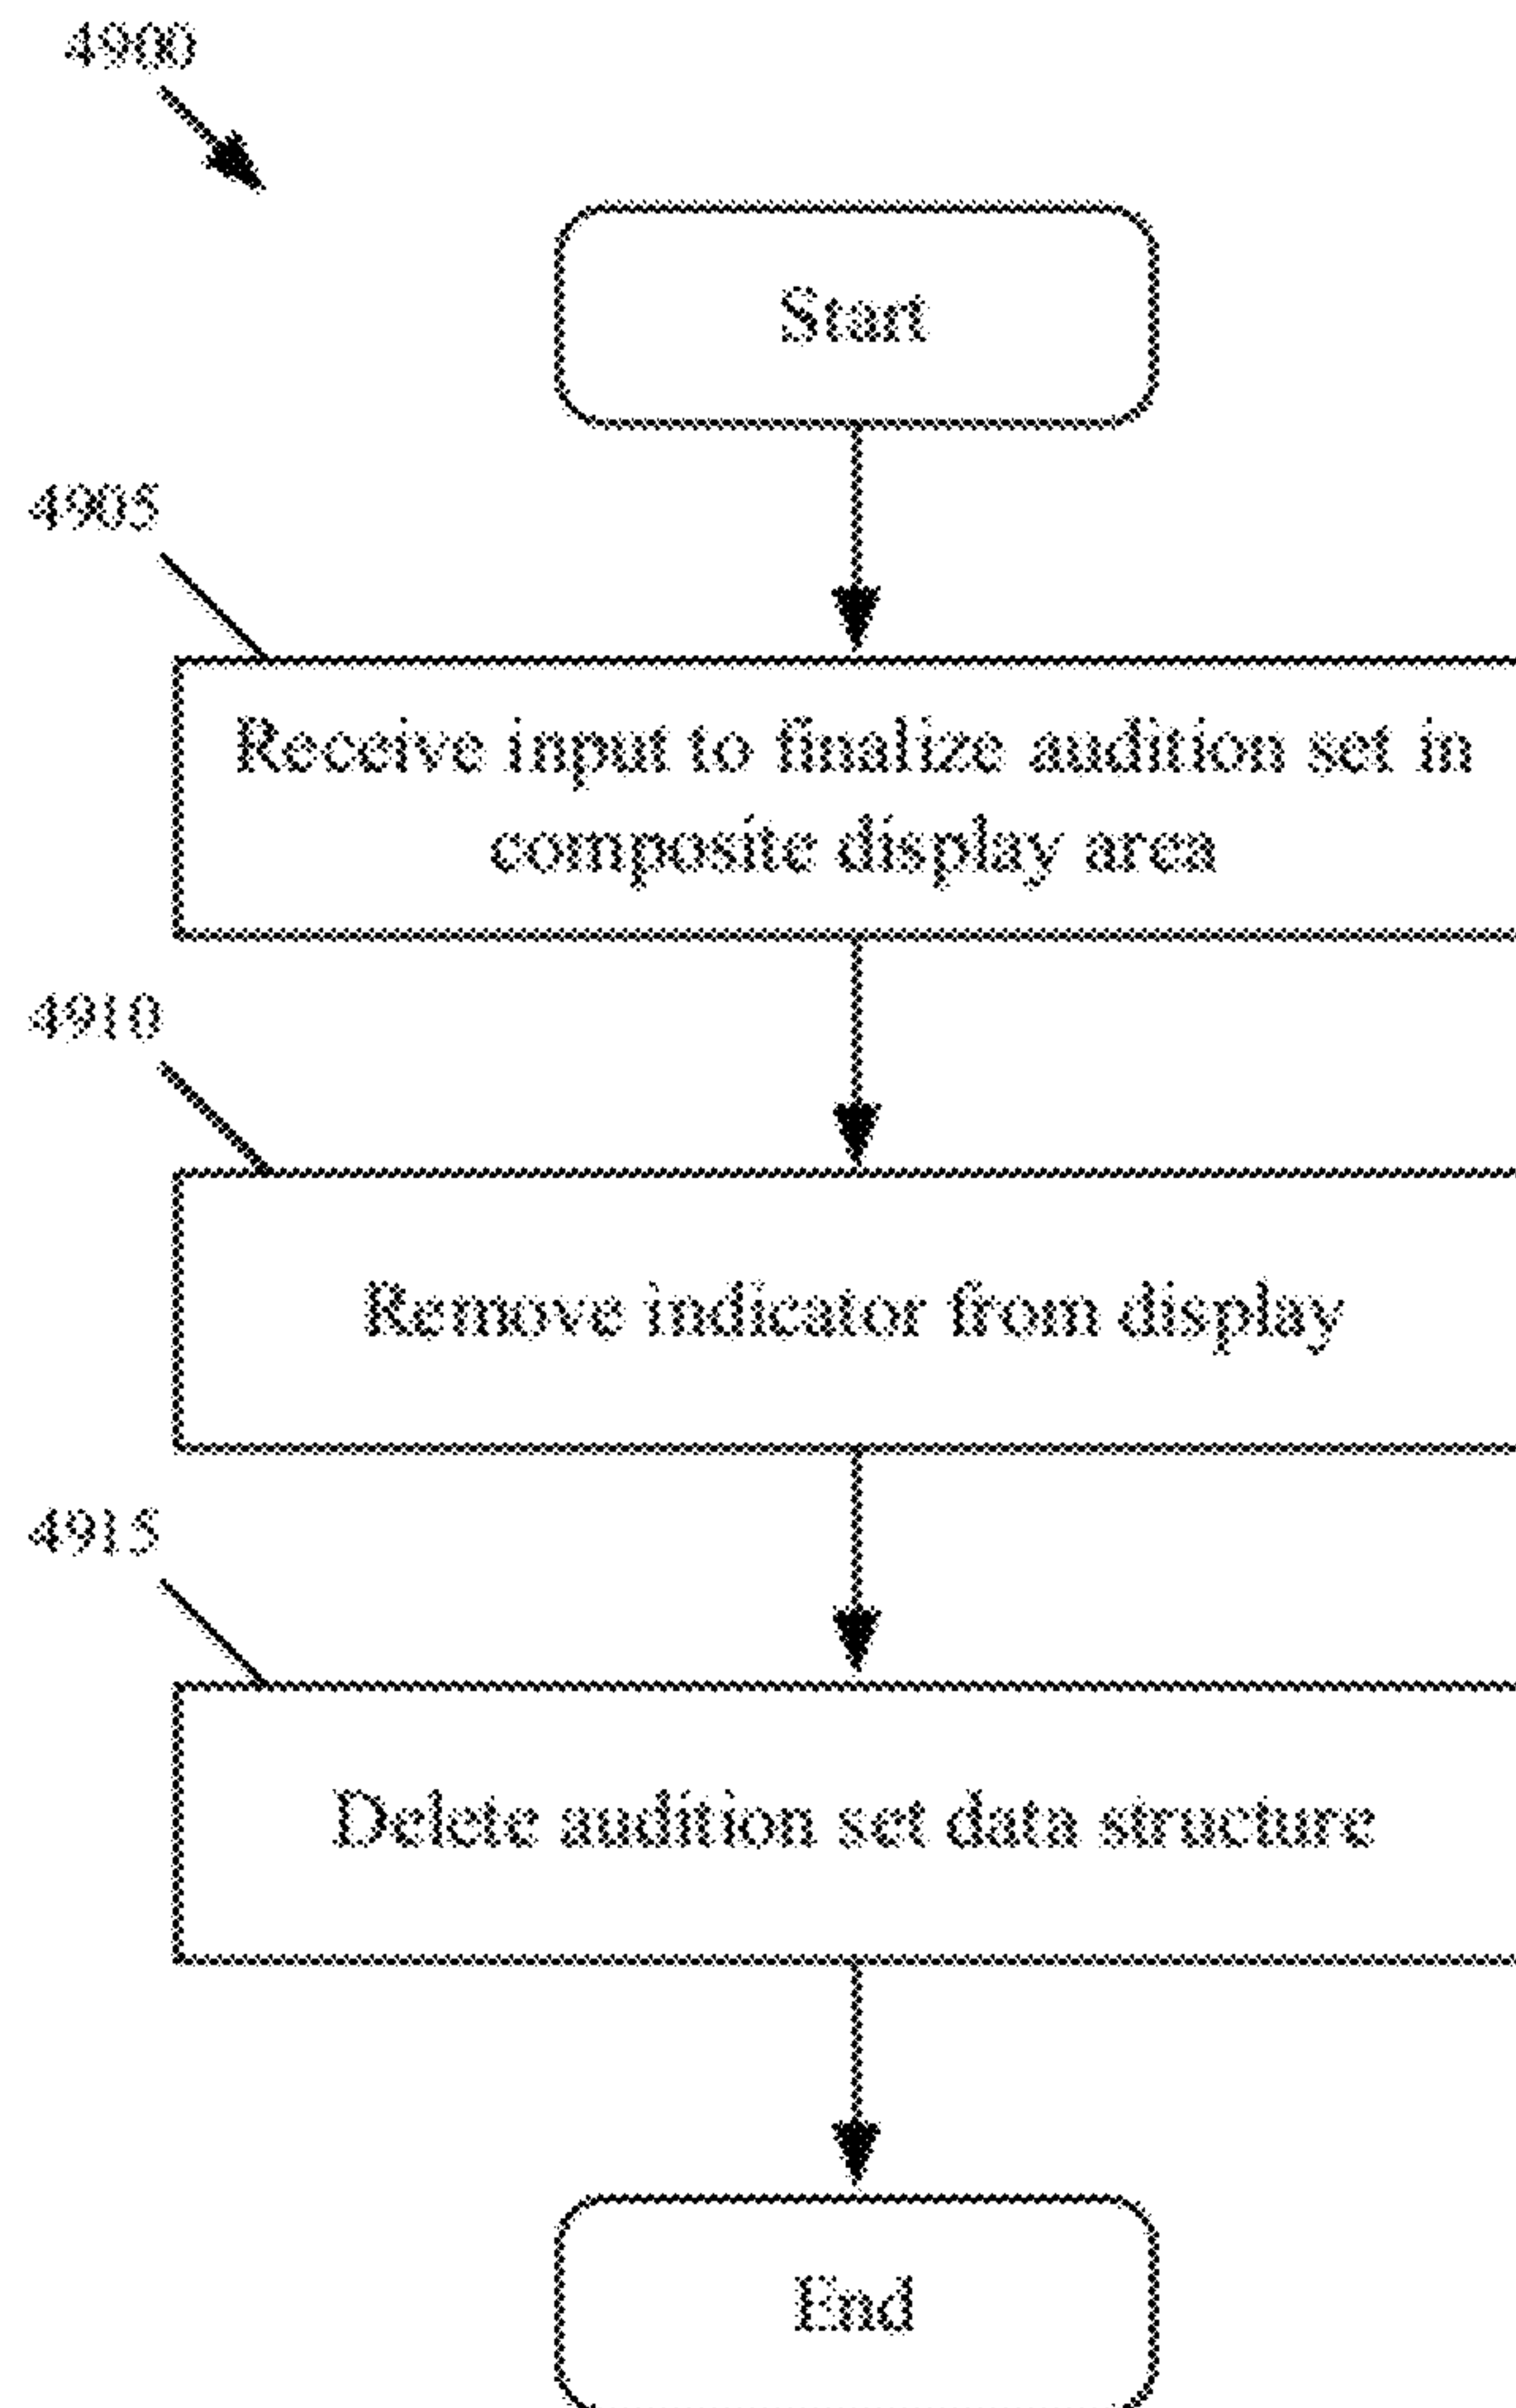 4900
Start
4905
Receive input to finalize audition set in
composite display area
4910
Remove indicator from display
4915
Delete audition set data structure
End